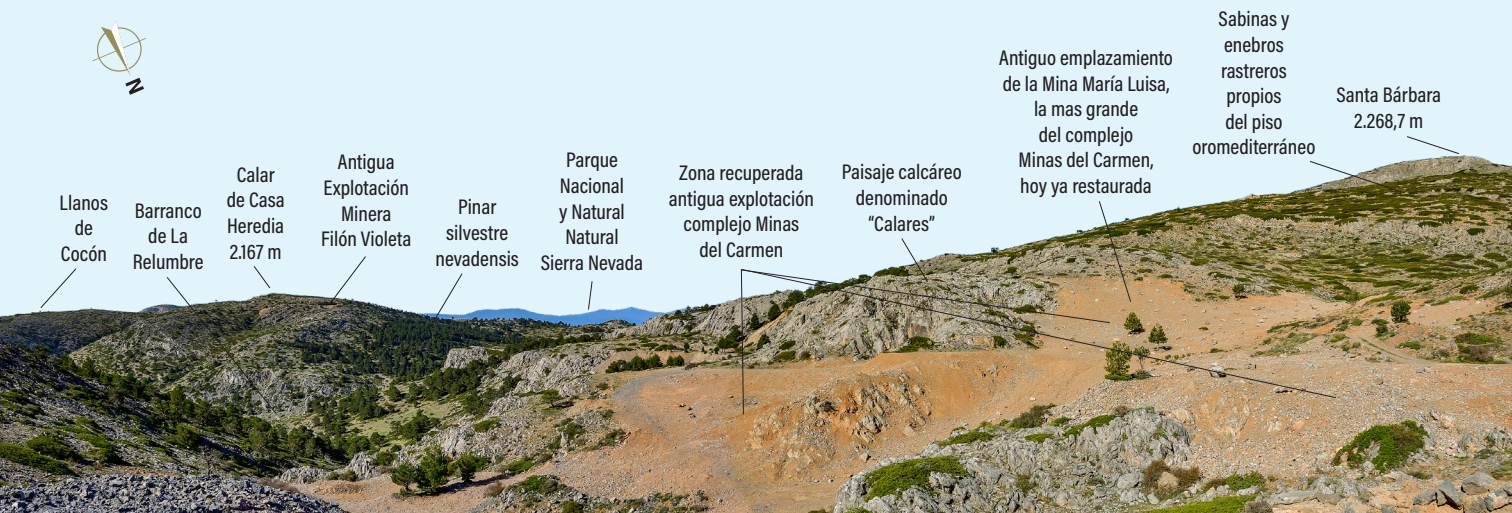 N
Llanos
de
Cocón
Barranco
de La
Relumbre
Calar
de Casa
Heredia
2.167 m
Antigua
Explotación
Minera
Filón Violeta
Pinar
silvestre
nevadensis
Parque
Nacional
y Natural
Natural
Sierra Nevada
Zona recuperada
antigua explotación
complejo Minas
del Carmen
Paisaje calcáreo
denominado
"Calares"
Antiguo emplazamiento
de la Mina María Luisa,
la mas grande
del complejo
Minas del Carmen,
hoy ya restaurada
Sabinas y
enebros
rastreros
propios
del piso
oromediterráneo
Santa Bárbara
2.268,7 m